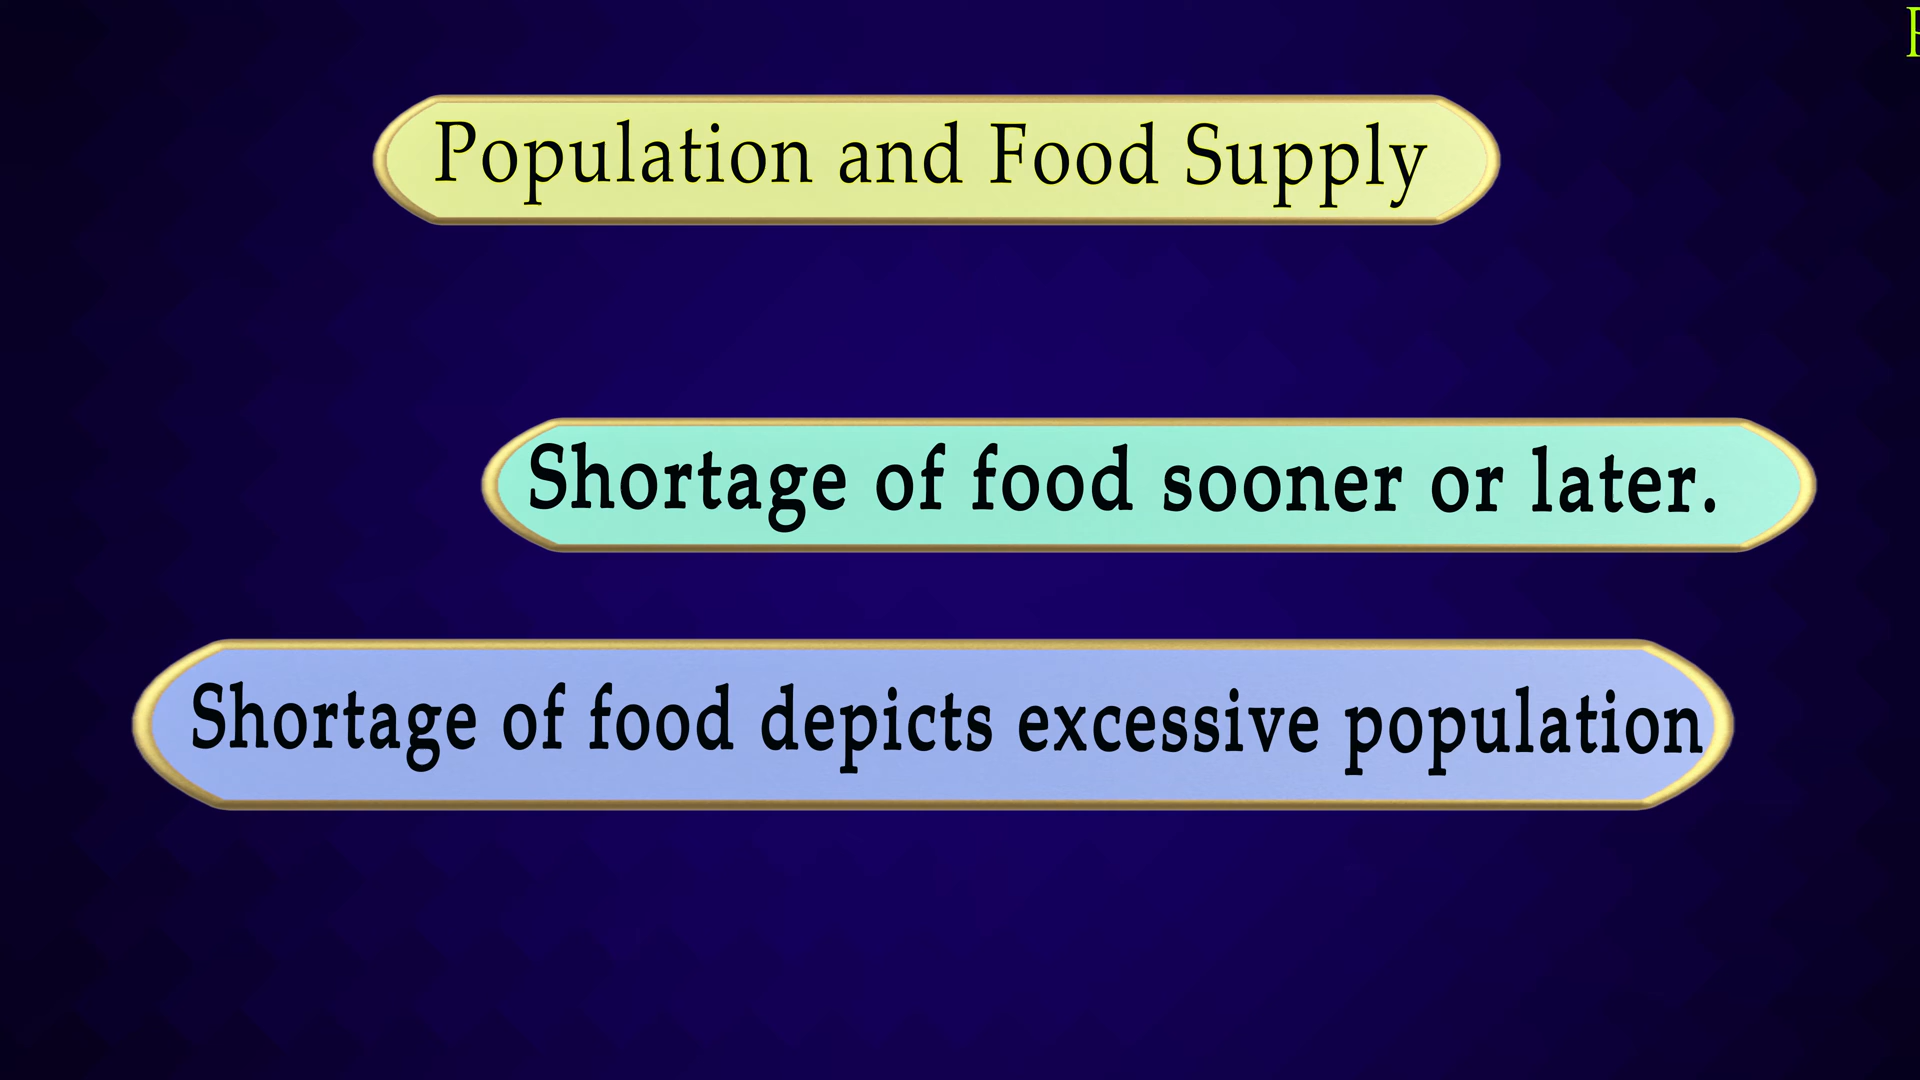 Population and Food Supply
Shortage of food sooner or later.
Shortage of food depicts excessive population